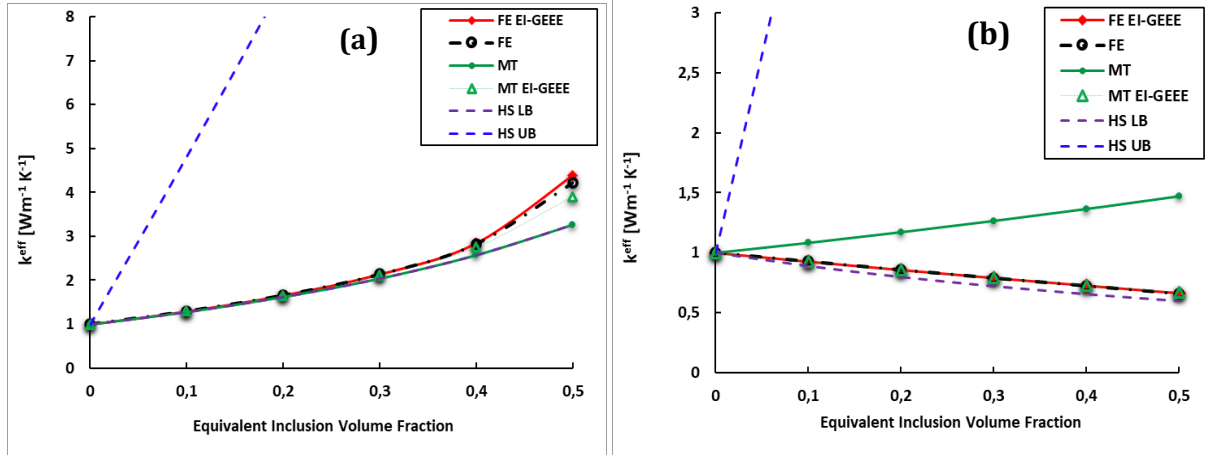 (a)
FE EI-GEEE
FE
MT
MT EI-GEEE
HS LB
HS UB
8
7
6
5
4
3
2
1
0
k^eff [Wm⁻¹ K⁻¹]
0 0,1 0,2 0,3 0,4 0,5
Equivalent Inclusion Volume Fraction
(b)
FE EI-GEEE
FE
MT
MT EI-GEEE
HS LB
HS UB
3
2,5
2
1,5
1
0,5
0
k^eff [Wm⁻¹ K⁻¹]
0 0,1 0,2 0,3 0,4 0,5
Equivalent Inclusion Volume Fraction